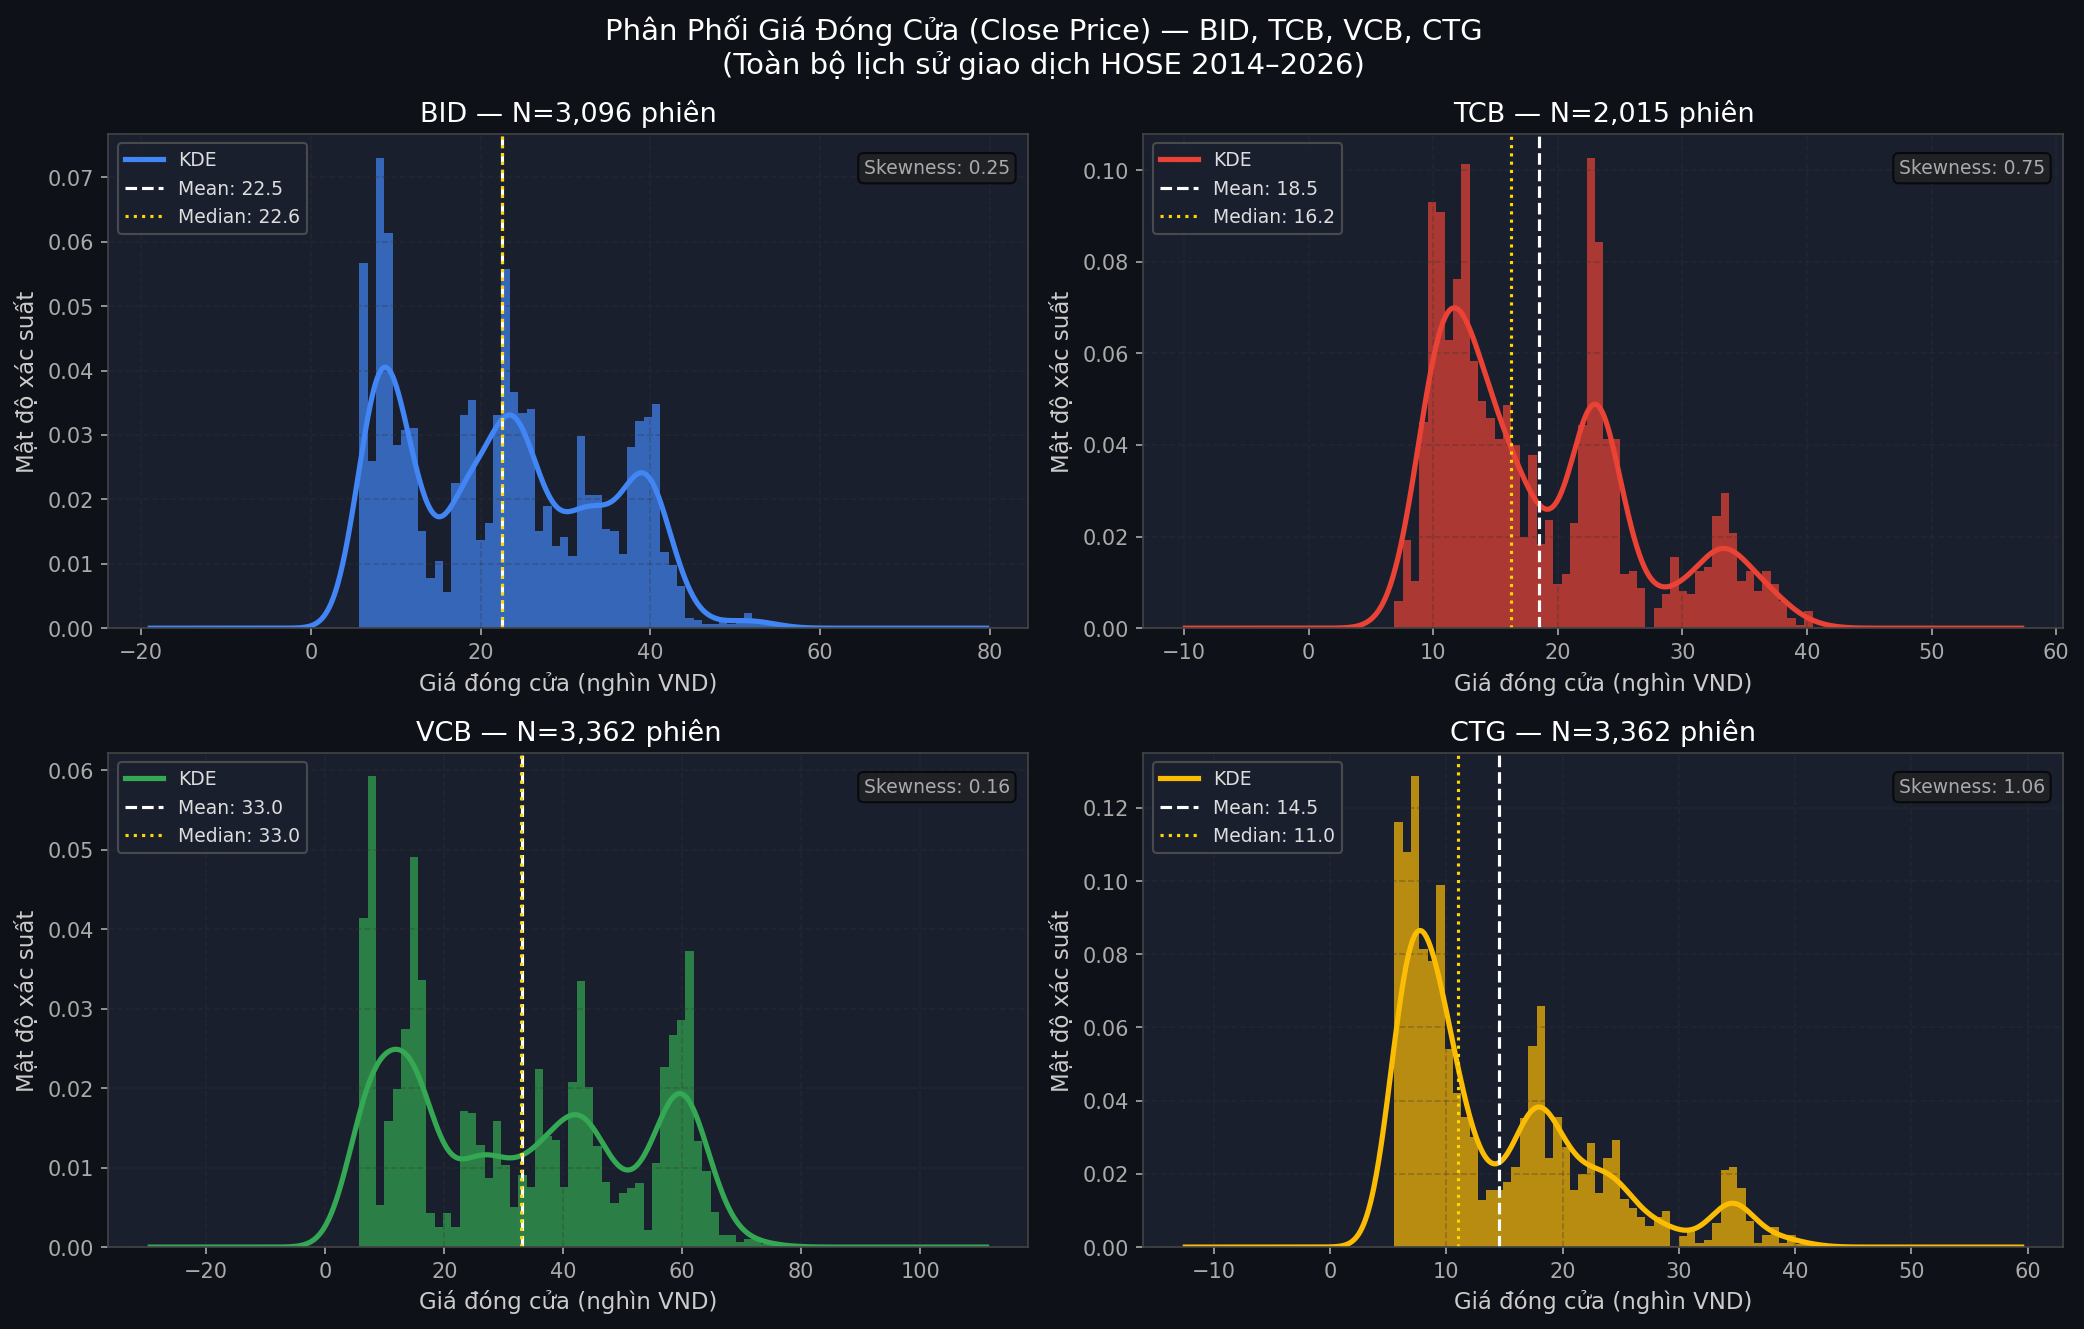 Phân Phối Giá Đóng Cửa (Close Price) — BID, TCB, VCB, CTG
(Toàn bộ lịch sử giao dịch HOSE 2014–2026)
BID — N=3,096 phiên
KDE
Mean: 22.5
Median: 22.6
Skewness: 0.25
Mật độ xác suất
0.07
0.06
0.05
0.04
0.03
0.02
0.01
0.00
−20 0 20 40 60 80
Giá đóng cửa (nghìn VND)
TCB — N=2,015 phiên
KDE
Mean: 18.5
Median: 16.2
Skewness: 0.75
Mật độ xác suất
0.10
0.08
0.06
0.04
0.02
0.00
−10 0 10 20 30 40 50 60
Giá đóng cửa (nghìn VND)
VCB — N=3,362 phiên
KDE
Mean: 33.0
Median: 33.0
Skewness: 0.16
Mật độ xác suất
0.06
0.05
0.04
0.03
0.02
0.01
0.00
−20 0 20 40 60 80 100
Giá đóng cửa (nghìn VND)
CTG — N=3,362 phiên
KDE
Mean: 14.5
Median: 11.0
Skewness: 1.06
Mật độ xác suất
0.12
0.10
0.08
0.06
0.04
0.02
0.00
−10 0 10 20 30 40 50 60
Giá đóng cửa (nghìn VND)